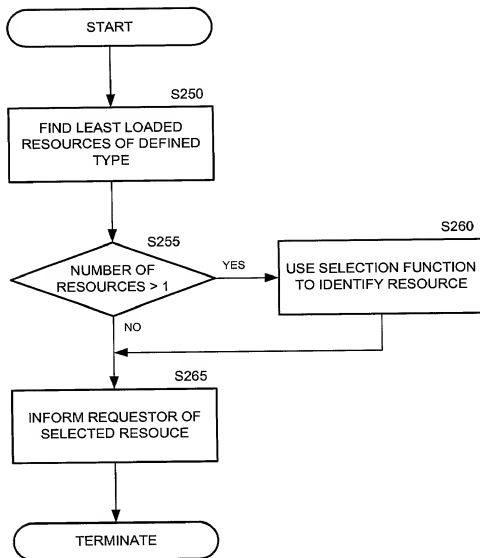 START
S250
FIND LEAST LOADED
RESOURCES OF DEFINED
TYPE
S255
NUMBER OF
RESOURCES > 1
YES
S260
USE SELECTION FUNCTION
TO IDENTIFY RESOURCE
NO
S265
INFORM REQUESTOR OF
SELECTED RESOUCE
TERMINATE